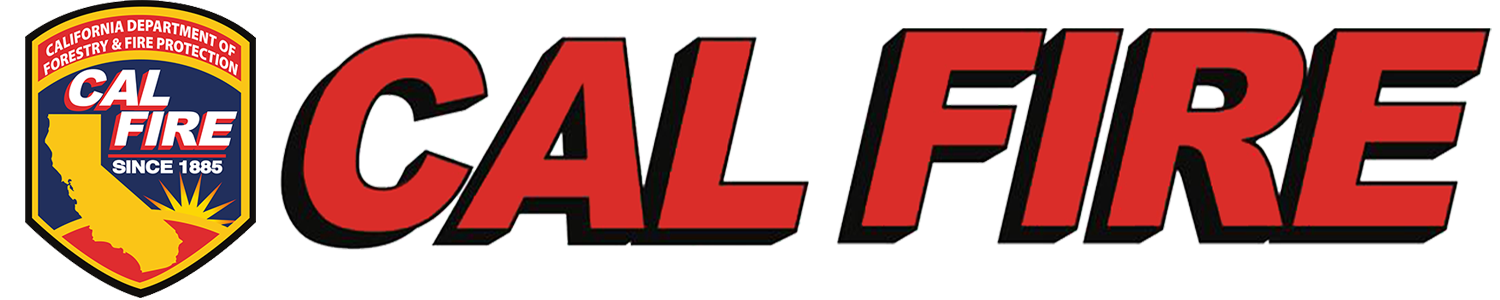 CALIFORNIA DEPARTMENT OF
FORESTRY & FIRE PROTECTION
CAL
FIRE
SINCE 1885
CAL FIRE